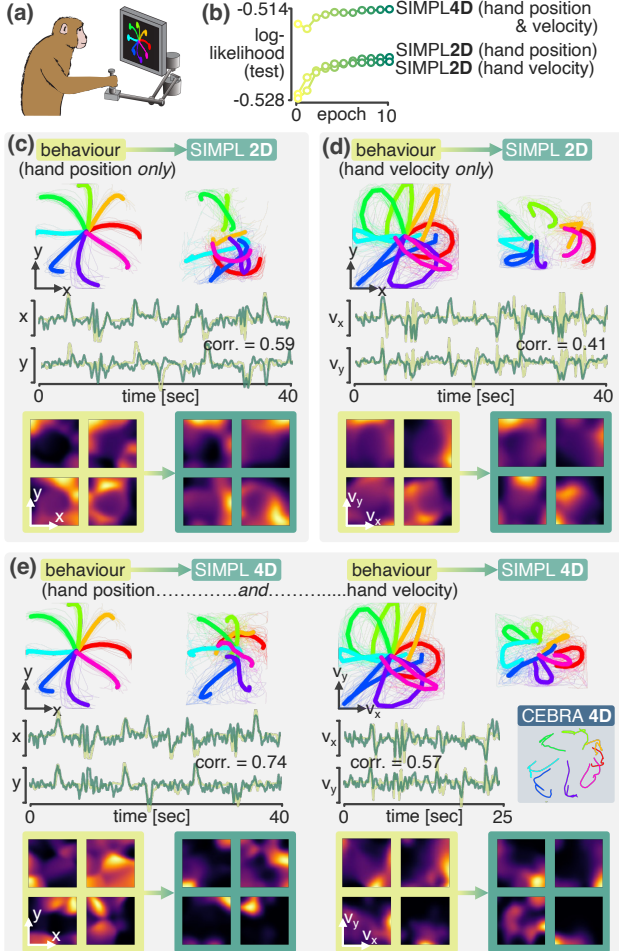 (a)
(b)
-0.514
log-
likelihood
(test)
-0.528
0
epoch
10
SIMPL4D (hand position
& velocity)
SIMPL2D (hand position)
SIMPL2D (hand velocity)
(c)
behaviour
SIMPL 2D
(hand position only)
y
x
x
y
corr. = 0.59
0
time [sec]
40
y
x
(d)
behaviour
SIMPL 2D
(hand velocity only)
y
x
vx
vy
corr. = 0.41
0
time [sec]
40
vy
vx
(e)
behaviour
SIMPL 4D
behaviour
SIMPL 4D
(hand position..............and..............hand velocity)
y
x
x
y
corr. = 0.74
0
time [sec]
40
y
x
vy
vx
vx
vy
corr. = 0.57
0
time [sec]
25
CEBRA 4D
vy
vx